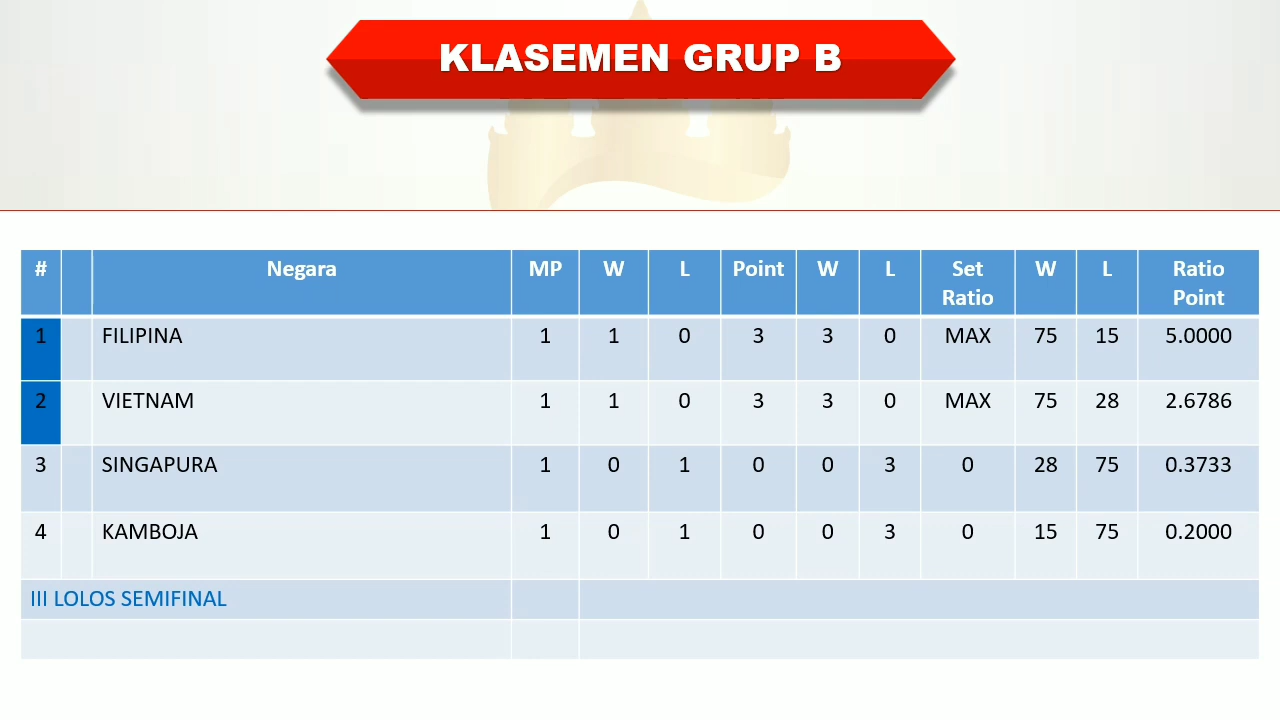 KLASEMEN GRUP B
# Negara MP W L Point W L Set Ratio W L Ratio Point
1 FILIPINA 1 1 0 3 3 0 MAX 75 15 5.0000
2 VIETNAM 1 1 0 3 3 0 MAX 75 28 2.6786
3 SINGAPURA 1 0 1 0 0 3 0 28 75 0.3733
4 KAMBOJA 1 0 1 0 0 3 0 15 75 0.2000
III LOLOS SEMIFINAL